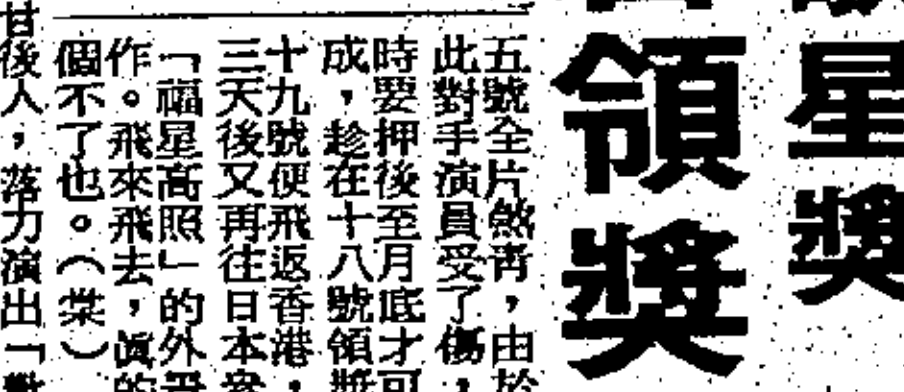 星獎
領獎
五號全片煞青，由於
此對手演員受了傷，
時要押後至月底才可
成，趁在十八號領獎
十九號便飛返香港，
三天後又再往日本
「福星高照」的外
作。飛來飛去，眞的
個不了也。（棠）
甘後人，落力演出「